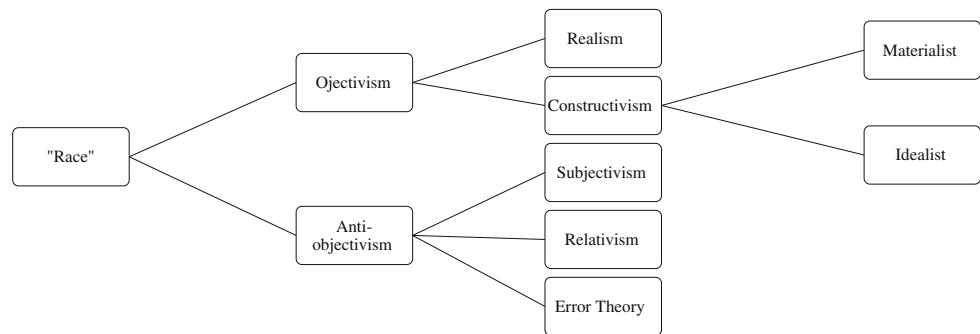 Realism
Materialist
Ojectivism
Constructivism
"Race"
Idealist
Subjectivism
Anti-
objectivism
Relativism
Error Theory